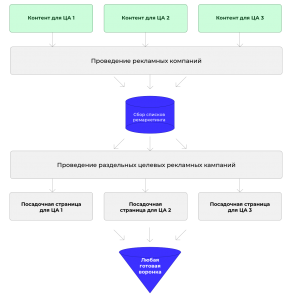 Контент для ЦА 1
Контент для ЦА 2
Контент для ЦА 3
Проведение рекламных компаний
Сбор списков
ремаркетинга
Проведение раздельных целевых рекламных кампаний
Посадочная страница
для ЦА 1
Посадочная
страница для ЦА 2
Посадочная страница
для ЦА 3
Любая
готовая
воронка